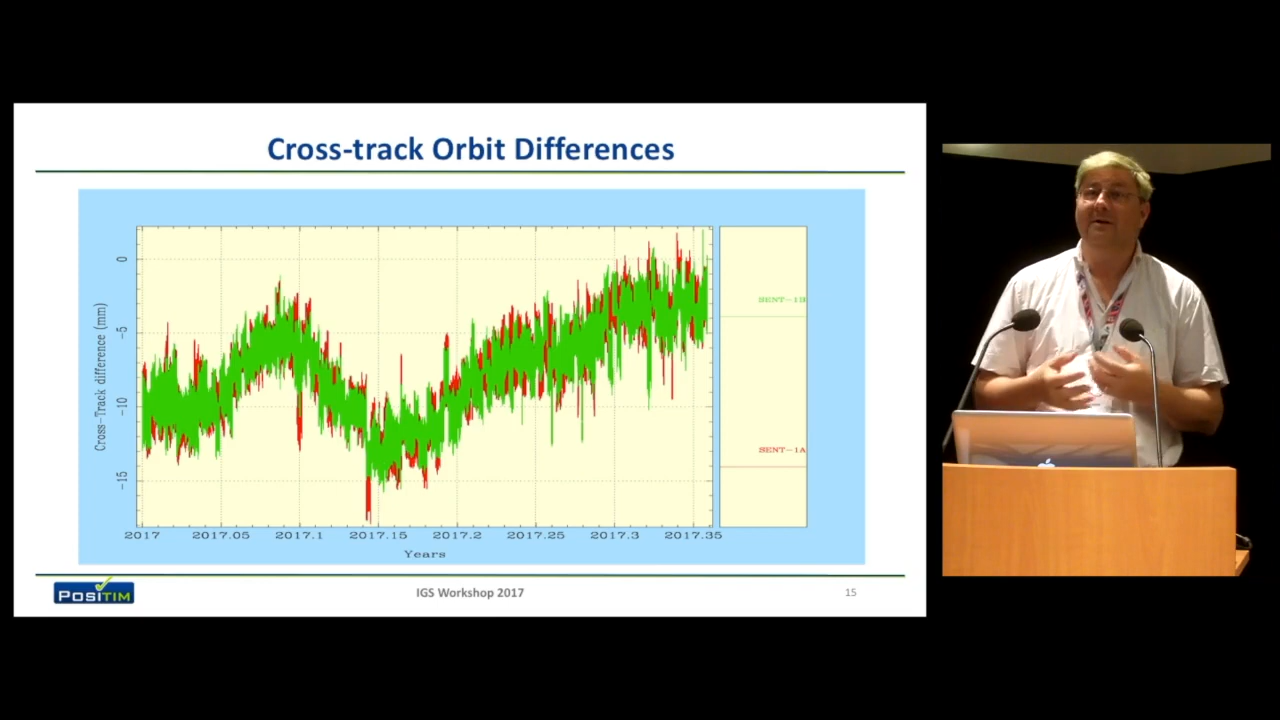 Cross-track Orbit Differences
Cross-Track difference (mm)
0
-5
-10
-15
SENT-1B
SENT-1A
2017 2017.05 2017.1 2017.15 2017.2 2017.25 2017.3 2017.35
Years
POSITIM
IGS Workshop 2017
15